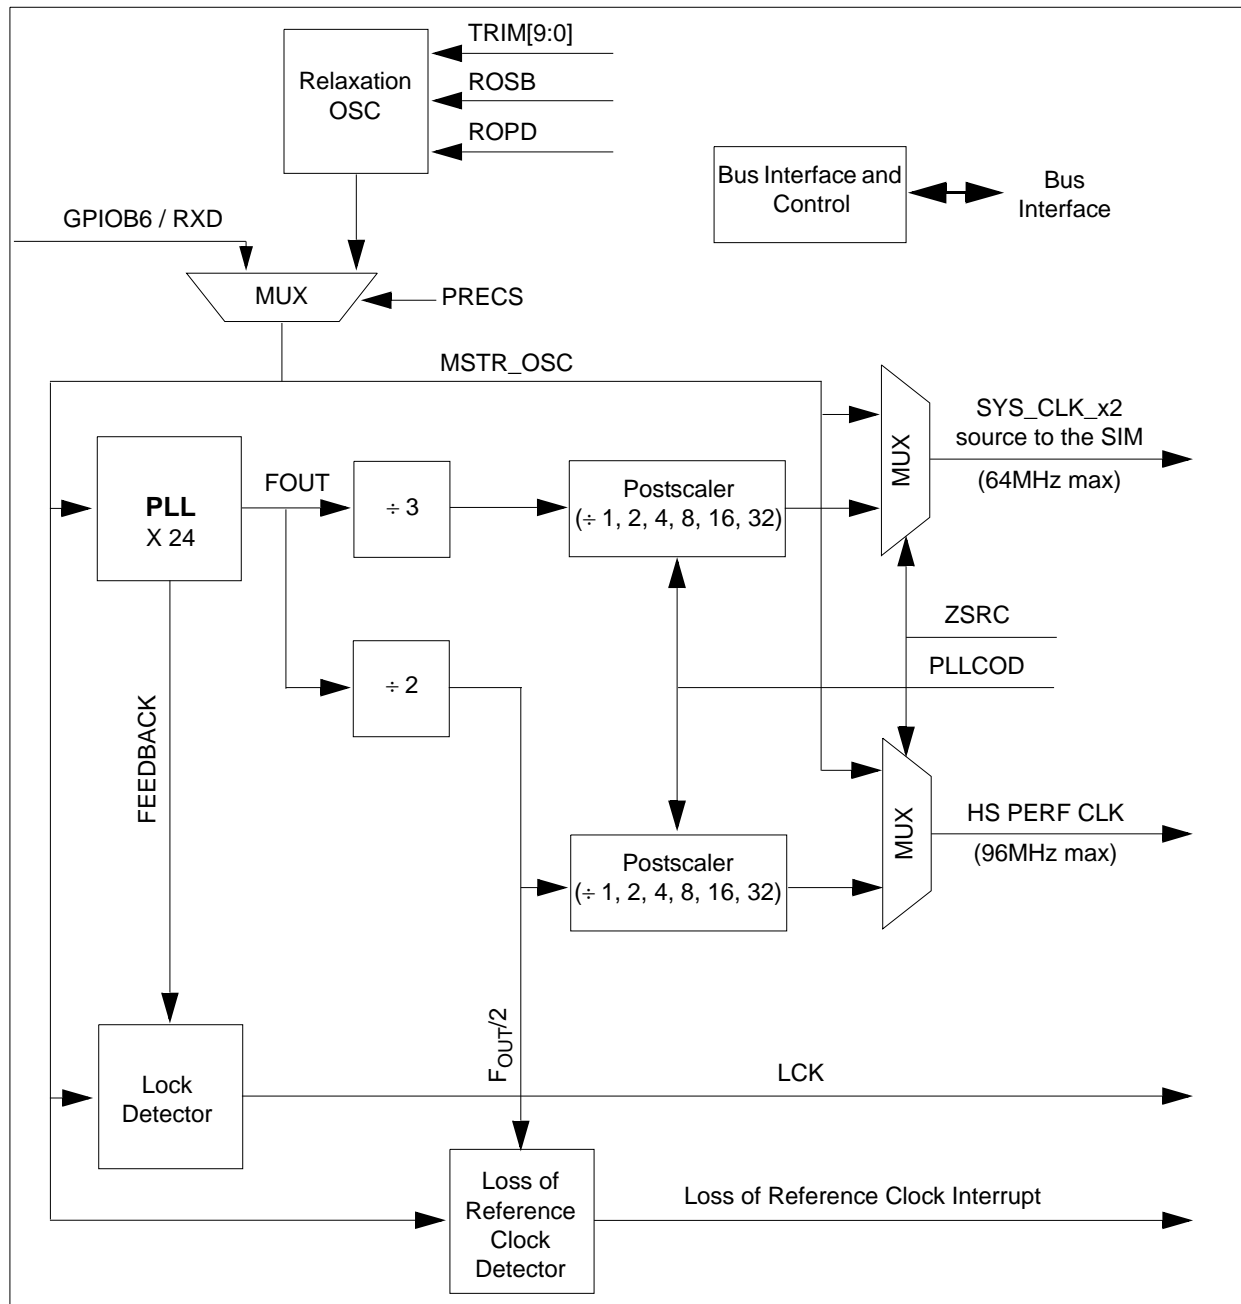 TRIM[9:0]
Relaxation
OSC
ROSB
ROPD
Bus Interface and
Control
Bus
Interface
GPIOB6 / RXD
MUX
PRECS
MSTR_OSC
SYS_CLK_x2
source to the SIM
(64MHz max)
MUX
PLL
X 24
FOUT
÷ 3
Postscaler
(÷ 1, 2, 4, 8, 16, 32)
ZSRC
PLLCOD
÷ 2
FEEDBACK
Postscaler
(÷ 1, 2, 4, 8, 16, 32)
MUX
HS PERF CLK
(96MHz max)
FOUT/2
Lock
Detector
LCK
Loss of
Reference
Clock
Detector
Loss of Reference Clock Interrupt